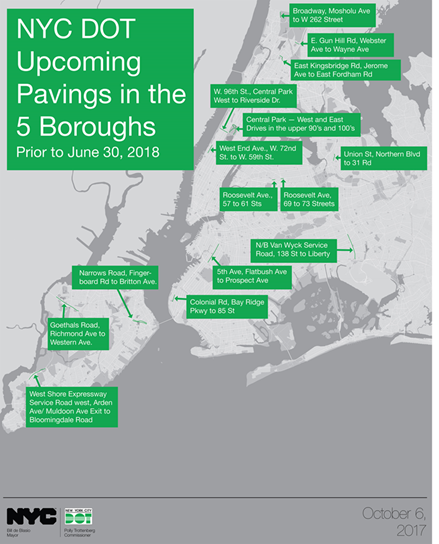 NYC DOT
Upcoming
Pavings in the
5 Boroughs
Prior to June 30, 2018
Broadway, Mosholu Ave
to W 262 Street
E. Gun Hill Rd, Webster
Ave to Wayne Ave
East Kingsbridge Rd, Jerome
Ave to East Fordham Rd
W. 96th St., Central Park
West to Riverside Dr.
Central Park — West and East
Drives in the upper 90's and 100's
West End Ave., W. 72nd
St. to W. 59th St.
Union St, Northern Blvd
to 31 Rd
Roosevelt Ave.,
57 to 61 Sts
Roosevelt Ave,
69 to 73 Streets
N/B Van Wyck Service
Road, 138 St to Liberty
Narrows Road, Finger-
board Rd to Britton Ave.
5th Ave, Flatbush Ave
to Prospect Ave
Colonial Rd, Bay Ridge
Pkwy to 85 St
Goethals Road,
Richmond Ave to
Western Ave.
West Shore Expressway
Service Road west, Arden
Ave/ Muldoon Ave Exit to
Bloomingdale Road
NYC
Bill de Blasio
Mayor
NEW YORK CITY
DOT
Polly Trottenberg
Commissioner
October 6,
2017